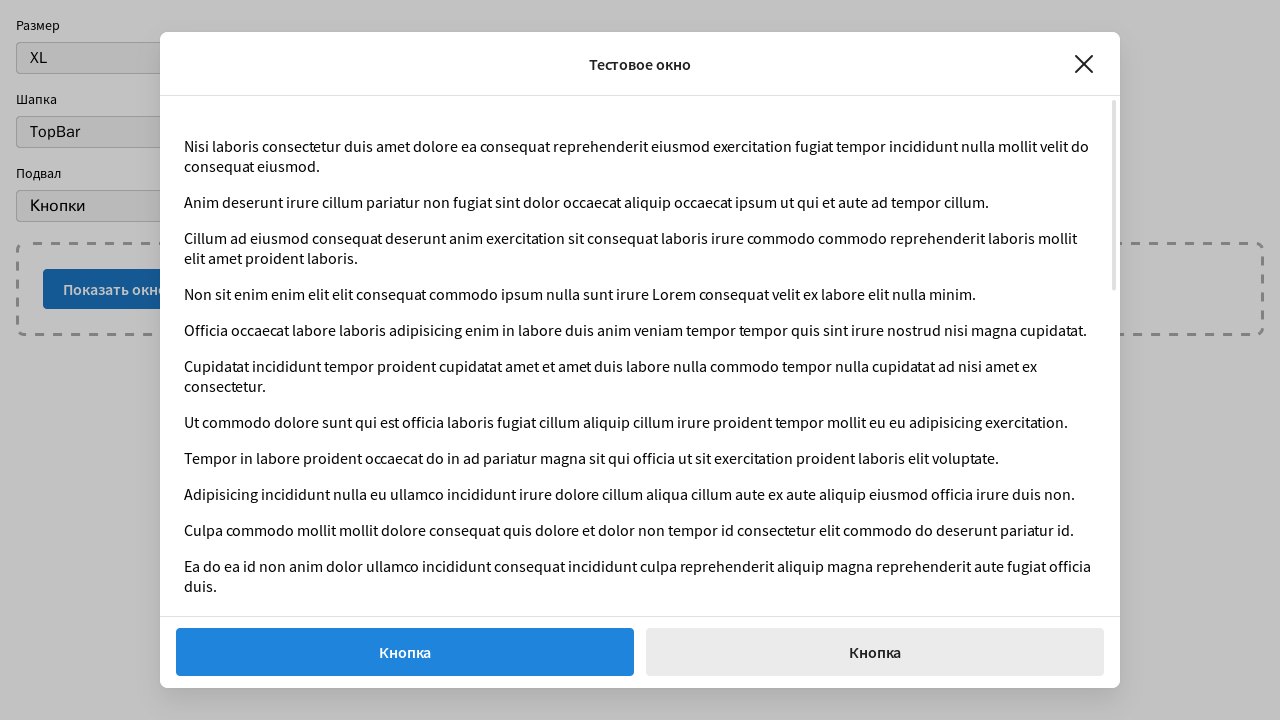 Размер
XL
Шапка
TopBar
Подвал
Кнопки
Показать
Тестовое окно
Nisi laboris consectetur duis amet dolore ea consequat reprehenderit eiusmod exercitation fugiat tempor incididunt nulla mollit velit do
consequat eiusmod.
Anim deserunt irure cillum pariatur non fugiat sint dolor occaecat aliquip occaecat ipsum ut qui et aute ad tempor cillum.
Cillum ad eiusmod consequat deserunt anim exercitation sit consequat laboris irure commodo commodo reprehenderit laboris mollit
elit amet proident laboris.
Non sit enim enim elit elit consequat commodo ipsum nulla sunt irure Lorem consequat velit ex labore elit nulla minim.
Officia occaecat labore laboris adipisicing enim in labore duis anim veniam tempor tempor quis sint irure nostrud nisi magna cupidatat.
Cupidatat incididunt tempor proident cupidatat amet et amet duis labore nulla commodo tempor nulla cupidatat ad nisi amet ex
consectetur.
Ut commodo dolore sunt qui est officia laboris fugiat cillum aliquip cillum irure proident tempor mollit eu eu adipisicing exercitation.
Tempor in labore proident occaecat do in ad pariatur magna sit qui officia ut sit exercitation proident laboris elit voluptate.
Adipisicing incididunt nulla eu ullamco incididunt irure dolore cillum aliqua cillum aute ex aute aliquip eiusmod officia irure duis non.
Culpa commodo mollit mollit dolore consequat quis dolore et dolor non tempor id consectetur elit commodo do deserunt pariatur id.
Ea do ea id non anim dolor ullamco incididunt consequat incididunt culpa reprehenderit aliquip magna reprehenderit aute fugiat officia
duis.
Кнопка
Кнопка